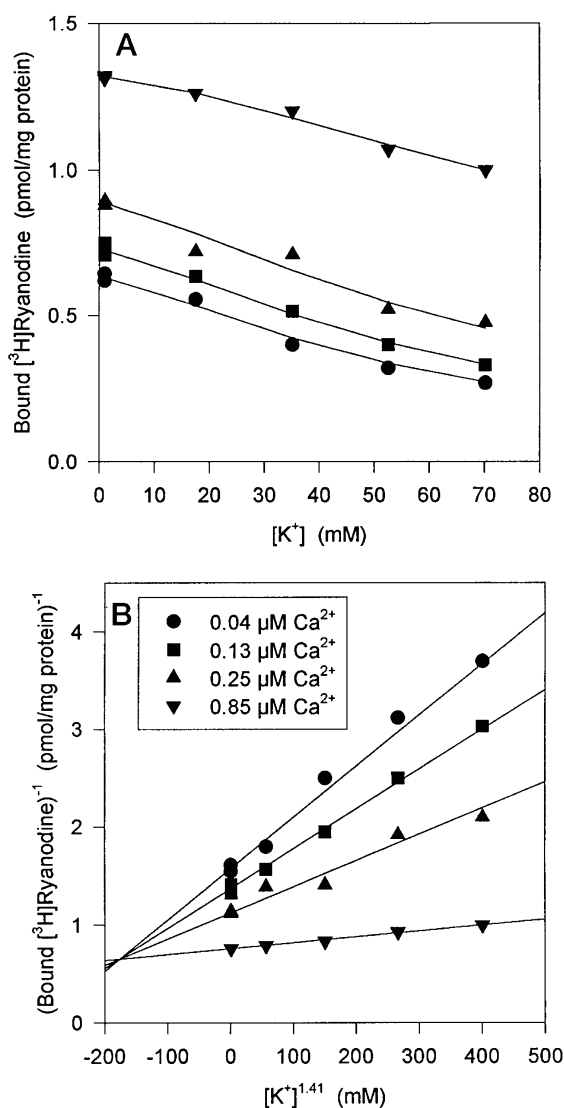 A
Bound [³H]Ryanodine (pmol/mg protein)
1.5
1.0
0.5
0.0
0 10 20 30 40 50 60 70 80
[K⁺] (mM)
B
(Bound [³H]Ryanodine)⁻¹ (pmol/mg protein)⁻¹
0.04 µM Ca²⁺
0.13 µM Ca²⁺
0.25 µM Ca²⁺
0.85 µM Ca²⁺
4
3
2
1
0
-200 -100 0 100 200 300 400 500
[K⁺]¹·⁴¹ (mM)